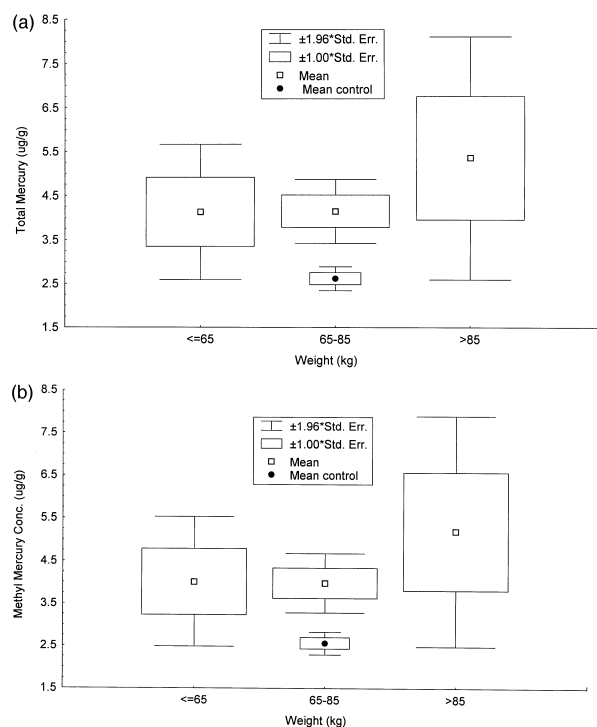 (a)
8.5
7.5
6.5
5.5
4.5
3.5
2.5
1.5
Total Mercury (ug/g)
±1.96*Std. Err.
±1.00*Std. Err.
Mean
Mean control
<=65
65-85
>85
Weight (kg)
(b)
8.5
7.5
6.5
5.5
4.5
3.5
2.5
1.5
Methyl Mercury Conc. (ug/g)
±1.96*Std. Err.
±1.00*Std. Err.
Mean
Mean control
<=65
65-85
>85
Weight (kg)